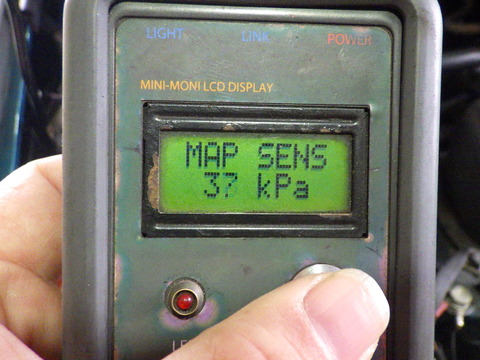 LIGHT LINK POWER
MINI-MONI LCD DISPLAY
MAP SENS
37 kPa